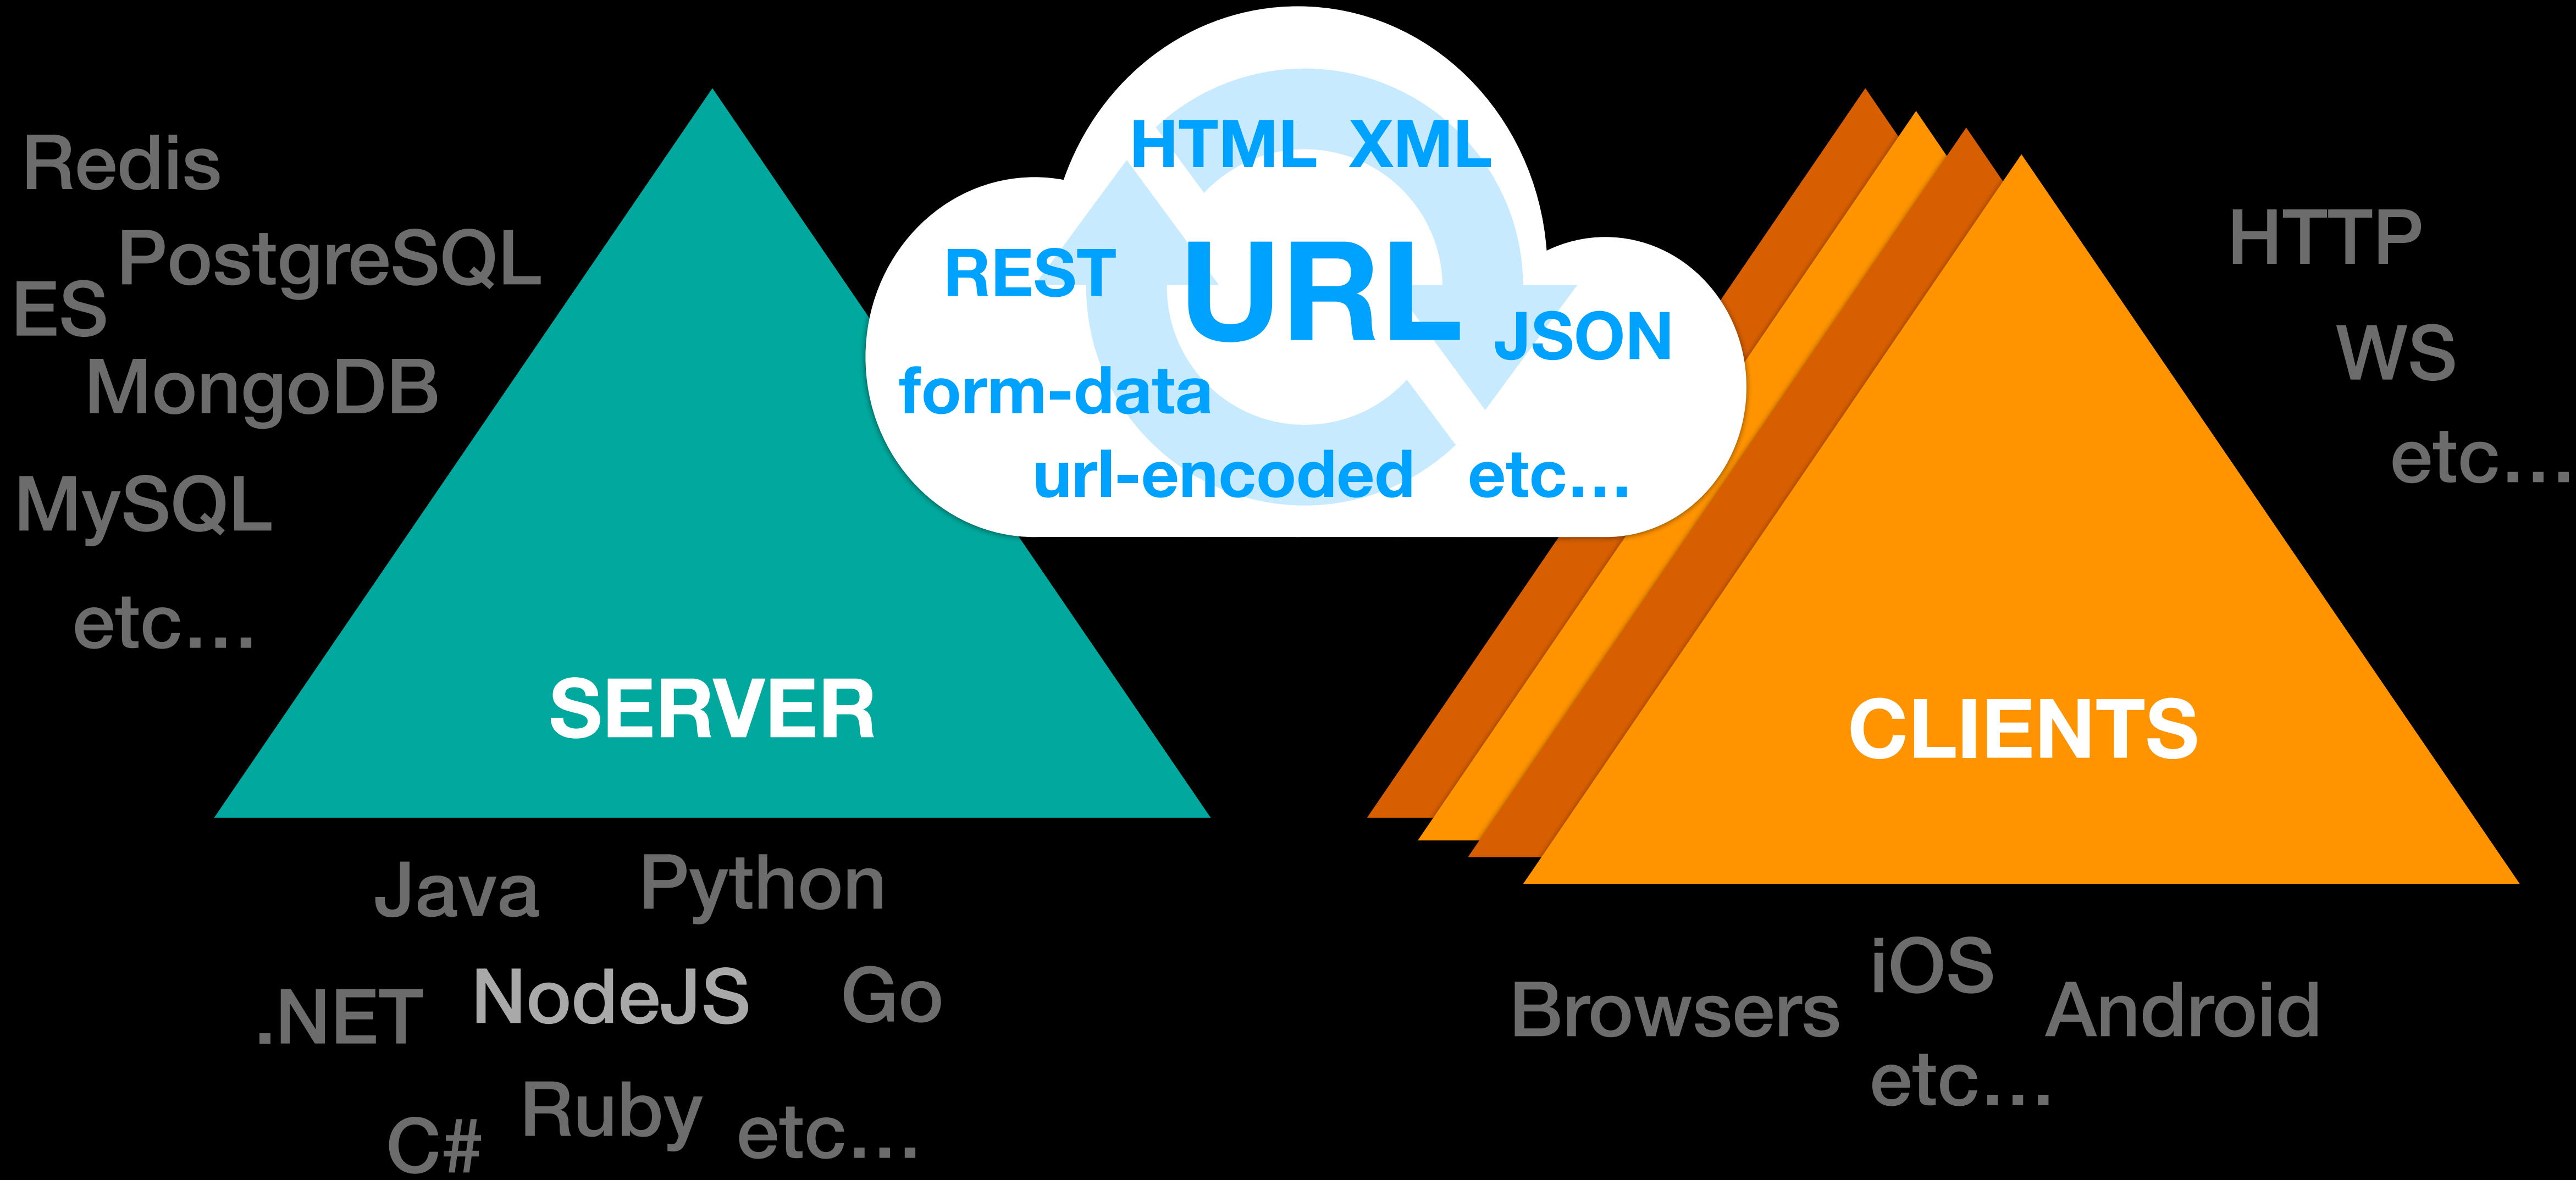 Redis
PostgreSQL
ES
MongoDB
MySQL
etc...
SERVER
Java Python
.NET NodeJS Go
C# Ruby etc...
HTML XML
REST URL JSON
form-data
url-encoded etc...
CLIENTS
HTTP
WS
etc...
Browsers iOS Android
etc...